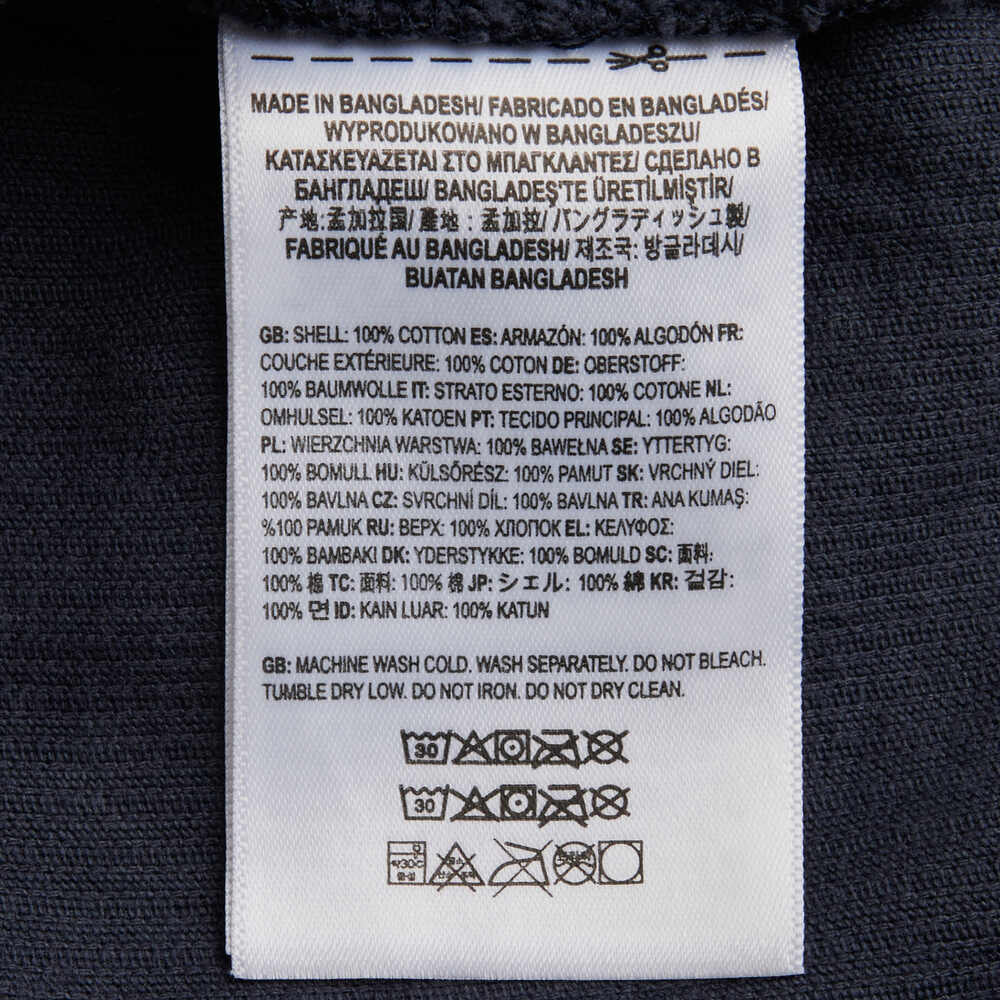 MADE IN BANGLADESH/ FABRICADO EN BANGLADÉS/
WYPRODUKOWANO W BANGLADESZU/
ΚΑΤΑΣΚΕΥΑΖΕΤΑΙ ΣΤΟ ΜΠΑΓΚΛΑΝΤΕΣ/ СДЕЛАНО В
БАНГЛАДЕШ/ BANGLADEŞ'TE ÜRETİLMİŞTİR/
产地:孟加拉国/ 產地：孟加拉/ バングラディッシュ製/
FABRIQUÉ AU BANGLADESH/ 제조국: 방글라데시/
BUATAN BANGLADESH
GB: SHELL: 100% COTTON ES: ARMAZÓN: 100% ALGODÓN FR:
COUCHE EXTÉRIEURE: 100% COTON DE: OBERSTOFF:
100% BAUMWOLLE IT: STRATO ESTERNO: 100% COTONE NL:
OMHULSEL: 100% KATOEN PT: TECIDO PRINCIPAL: 100% ALGODÃO
PL: WIERZCHNIA WARSTWA: 100% BAWEŁNA SE: YTTERTYG:
100% BOMULL HU: KÜLSŐRÉSZ: 100% PAMUT SK: VRCHNÝ DIEL:
100% BAVLNA CZ: SVRCHNÍ DÍL: 100% BAVLNA TR: ANA KUMAŞ:
%100 PAMUK RU: ВЕРХ: 100% ХЛОПОК EL: ΚΕΛΥΦΟΣ:
100% ΒΑΜΒΑΚΙ DK: YDERSTYKKE: 100% BOMULD SC: 面料:
100% 棉 TC: 面料: 100% 棉 JP: シェル: 100% 綿 KR: 겉감:
100% 면 ID: KAIN LUAR: 100% KATUN
GB: MACHINE WASH COLD. WASH SEPARATELY. DO NOT BLEACH.
TUMBLE DRY LOW. DO NOT IRON. DO NOT DRY CLEAN.
30
30